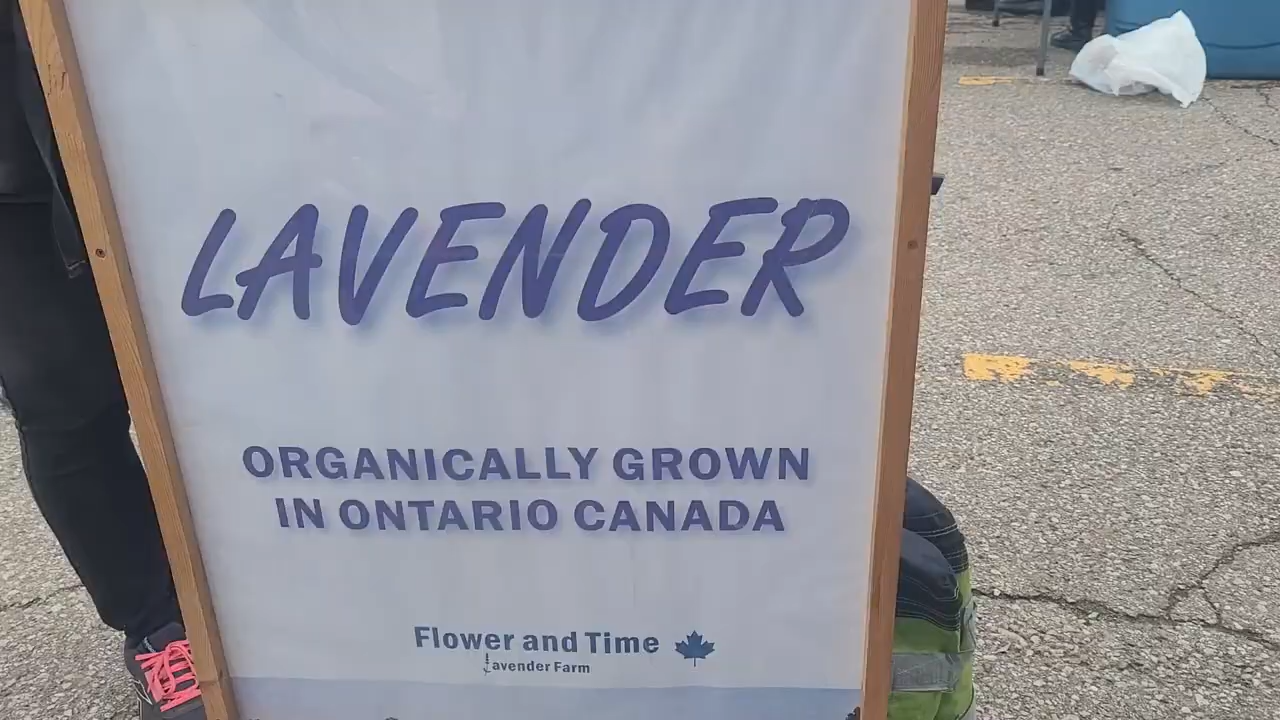 LAVENDER
ORGANICALLY GROWN
IN ONTARIO CANADA
Flower and Time
Lavender Farm